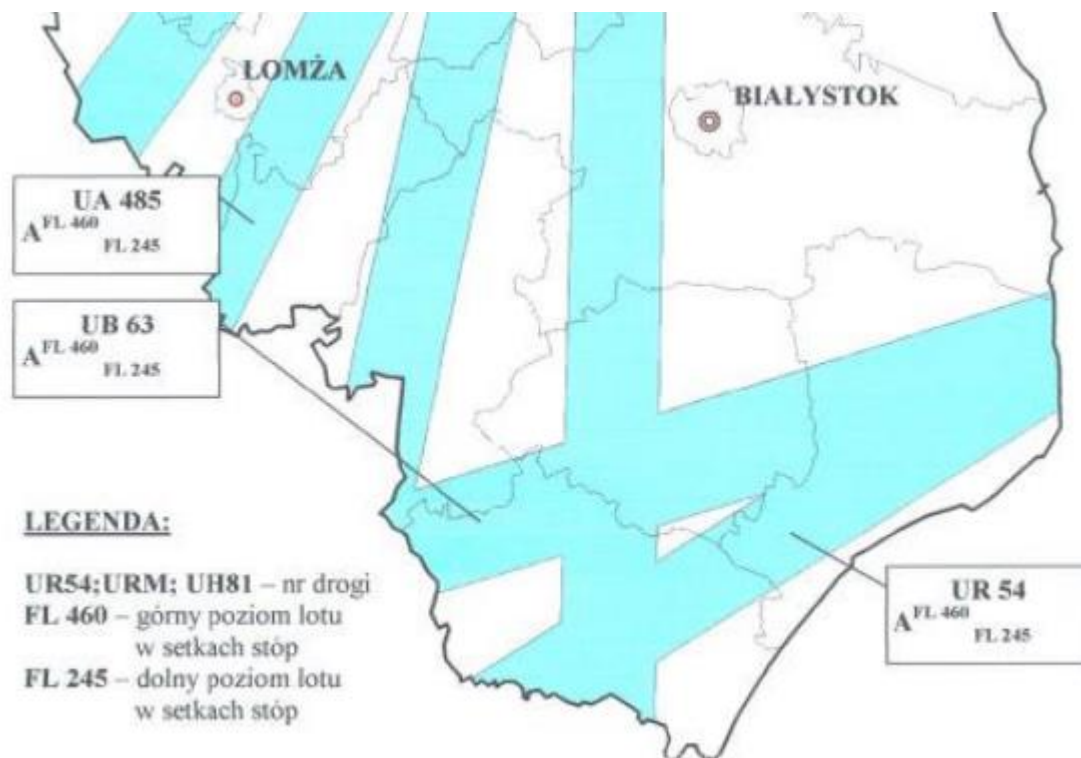 ŁOMŻA
BIAŁYSTOK
UA 485
A FL 460
FL 245
UB 63
A FL 460
FL 245
LEGENDA:
UR54;URM; UH81 – nr drogi
FL 460 – górny poziom lotu
w setkach stóp
FL 245 – dolny poziom lotu
w setkach stóp
UR 54
A FL 460
FL 245